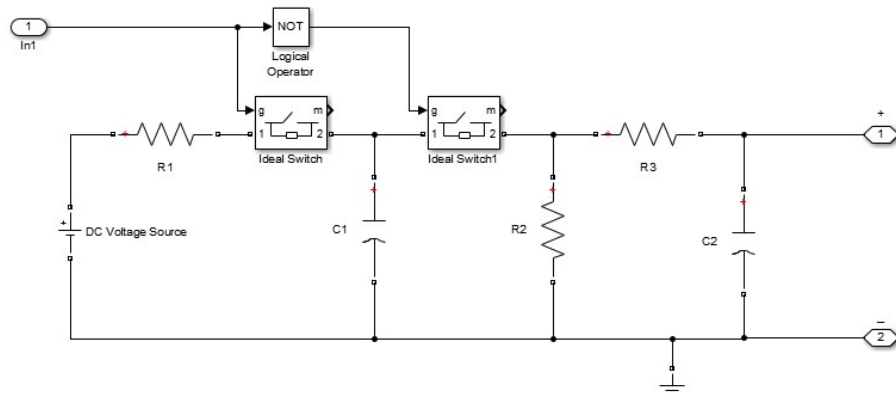 1
In1
NOT
Logical
Operator
g m
1 2
Ideal Switch
g m
1 2
Ideal Switch1
+
R1
+
DC Voltage Source
+
C1
+
R2
+
R3
+
C2
+
1
−
2